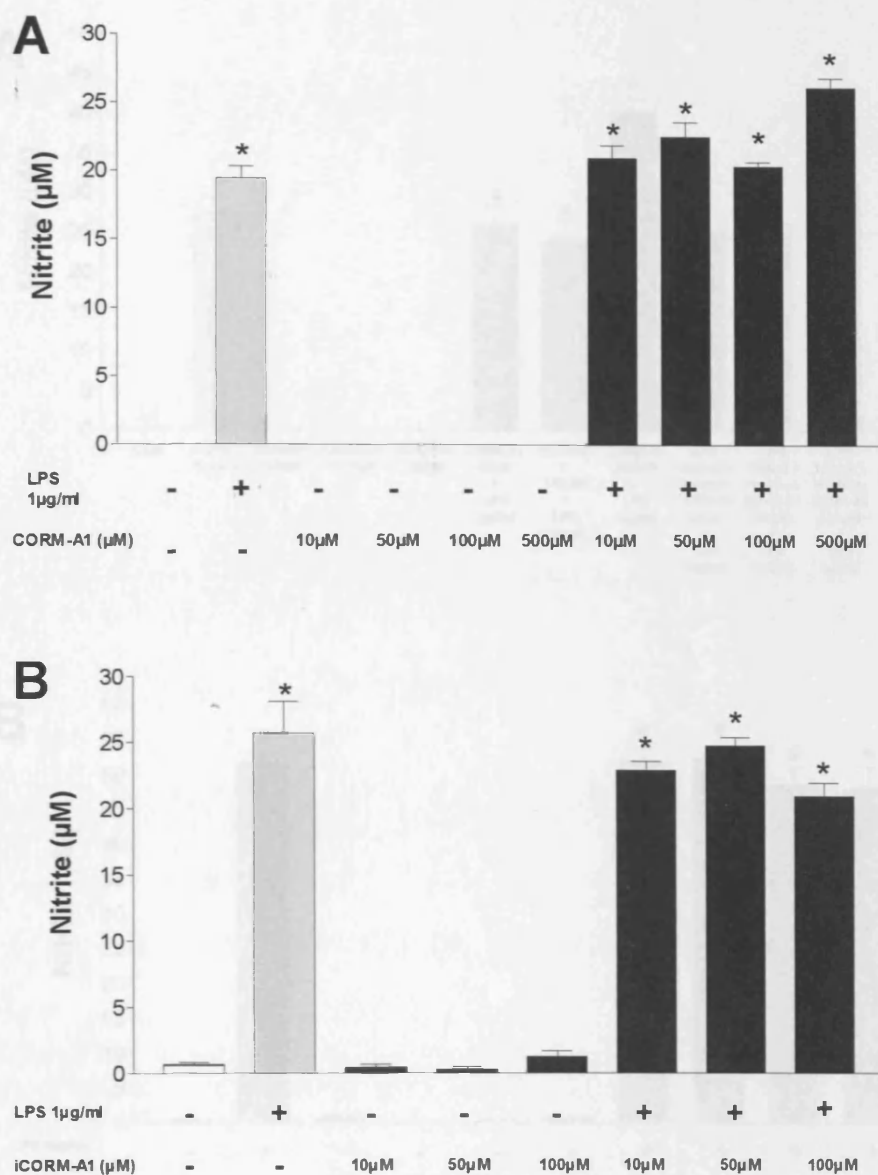 A
30
25
20
15
10
5
0
Nitrite (µM)
* * * * *
LPS
1µg/ml
- + - - - - + + + +
CORM-A1 (µM)
- - 10µM 50µM 100µM 500µM 10µM 50µM 100µM 500µM
B
30
25
20
15
10
5
0
Nitrite (µM)
* * * *
LPS 1µg/ml - + - - - + + +
iCORM-A1 (µM) - - 10µM 50µM 100µM 10µM 50µM 100µM